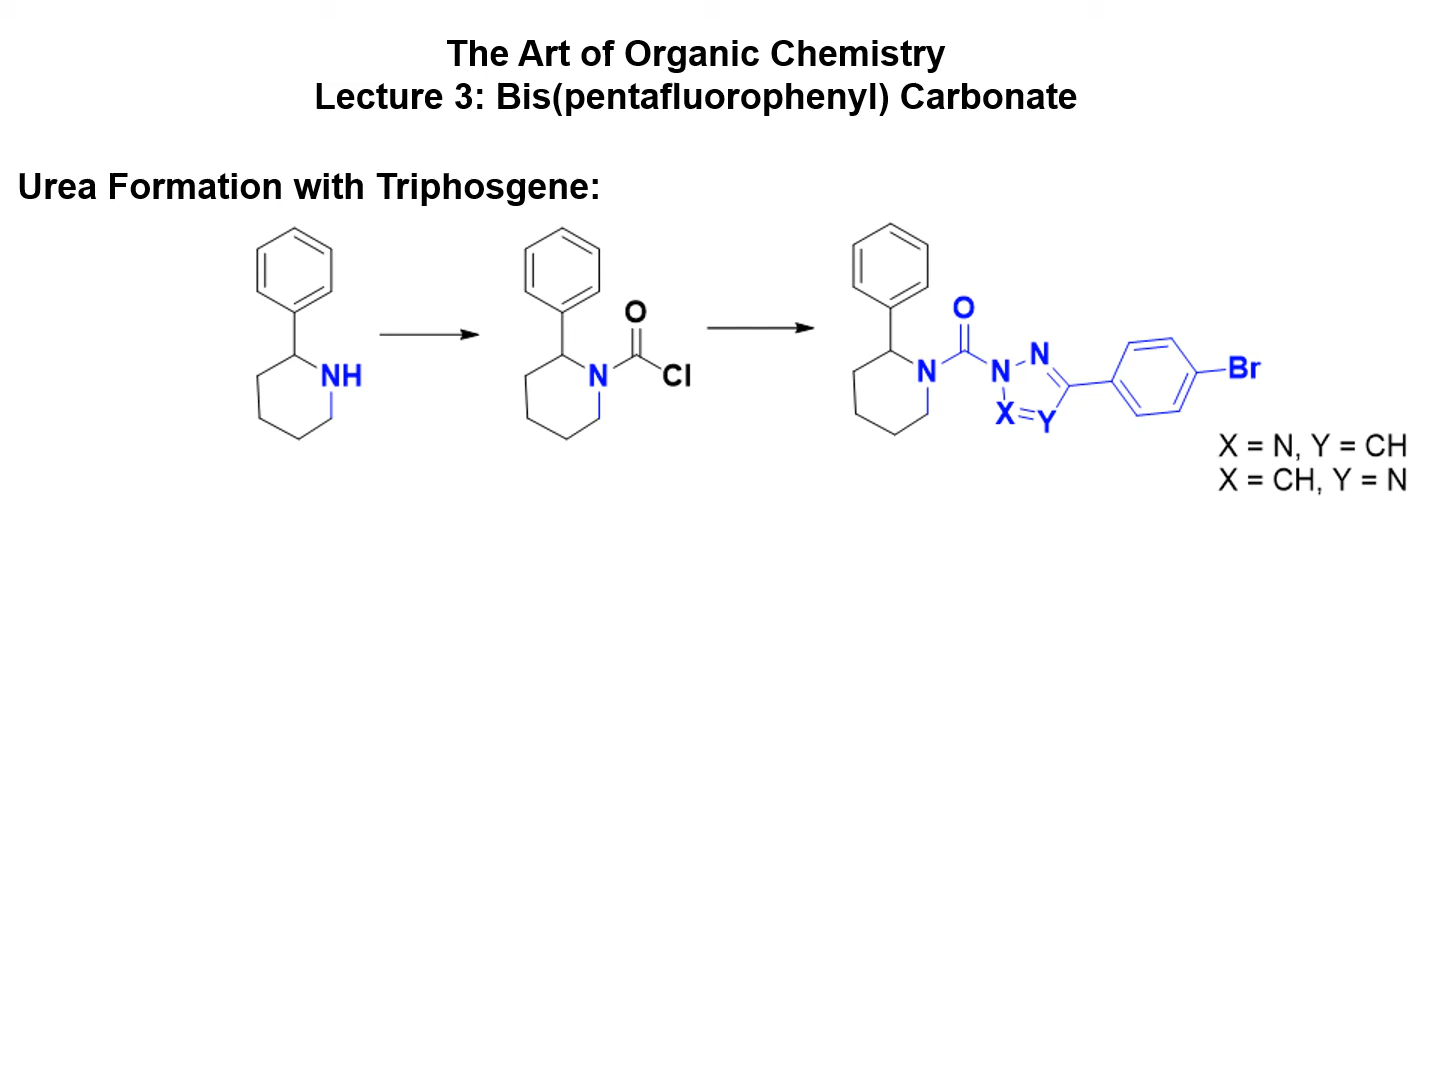 The Art of Organic Chemistry
Lecture 3: Bis(pentafluorophenyl) Carbonate
Urea Formation with Triphosgene:
NH
O
N
Cl
O
N
N
N
X
Y
Br
X = N, Y = CH
X = CH, Y = N